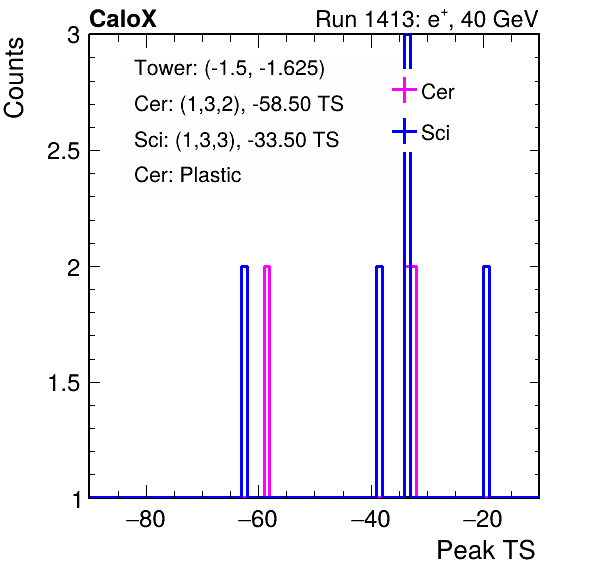 CaloX Run 1413: e⁺, 40 GeV
Counts
3
Tower: (-1.5, -1.625)
Cer: (1,3,2), -58.50 TS
Sci: (1,3,3), -33.50 TS
Cer: Plastic
Cer
Sci
2.5
2
1.5
1
−80 −60 −40 −20
Peak TS